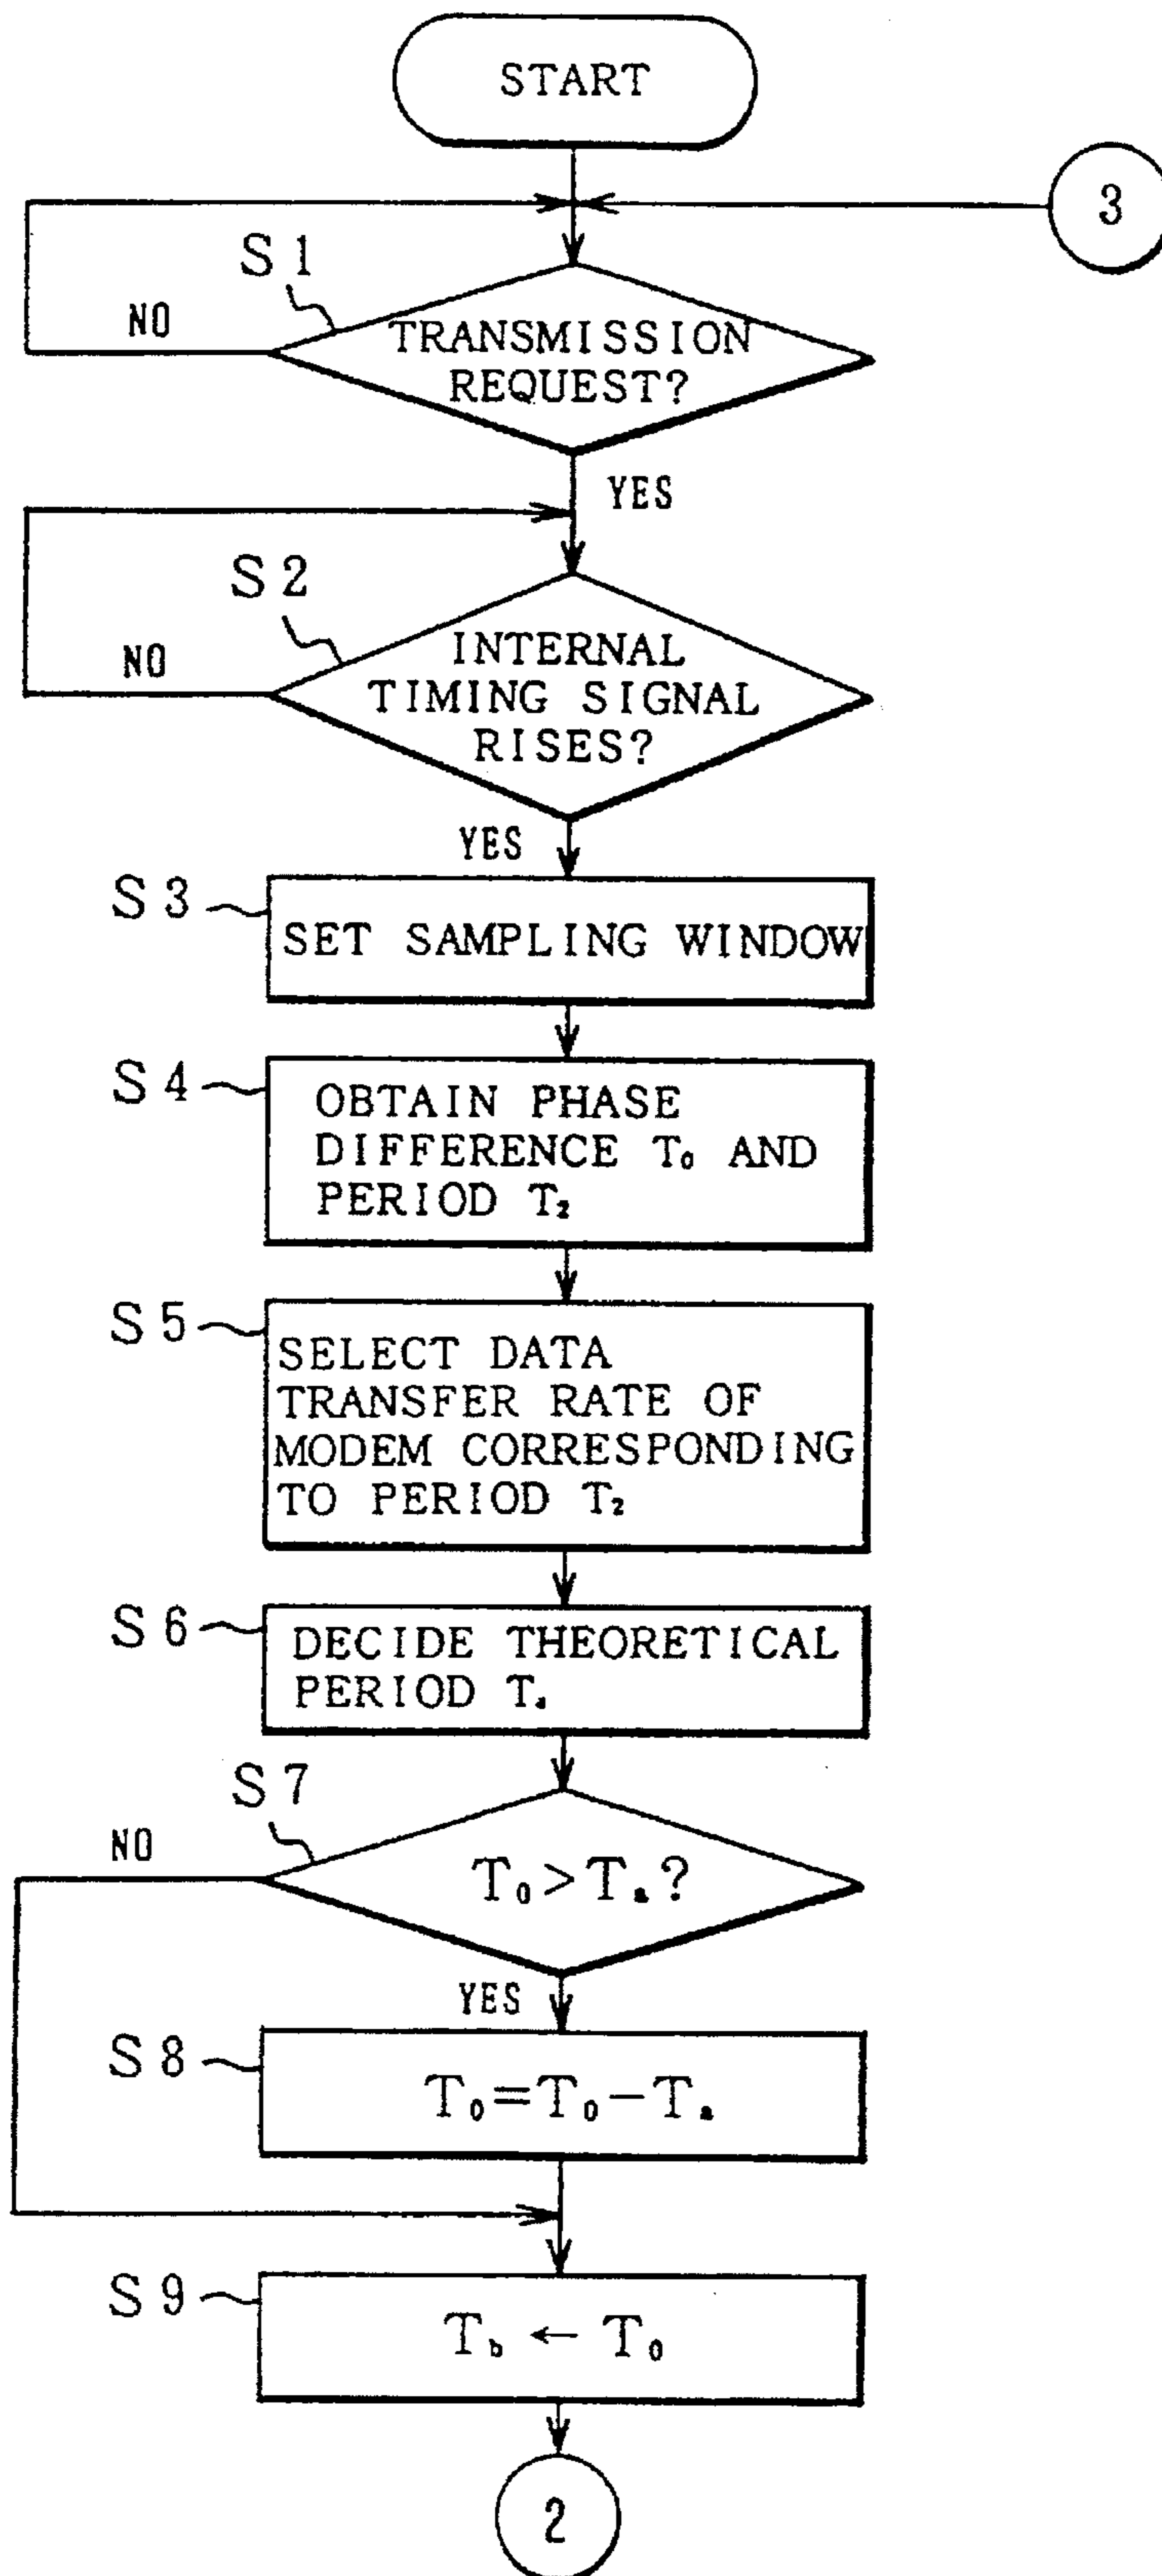 START
3
S1
NO
TRANSMISSION
REQUEST?
YES
S2
NO
INTERNAL
TIMING SIGNAL
RISES?
YES
S3
SET SAMPLING WINDOW
S4
OBTAIN PHASE
DIFFERENCE T₀ AND
PERIOD T₂
S5
SELECT DATA
TRANSFER RATE OF
MODEM CORRESPONDING
TO PERIOD T₂
S6
DECIDE THEORETICAL
PERIOD Tₐ
S7
NO
T₀>Tₐ?
YES
S8
T₀=T₀−Tₐ
S9
T_b ← T₀
2